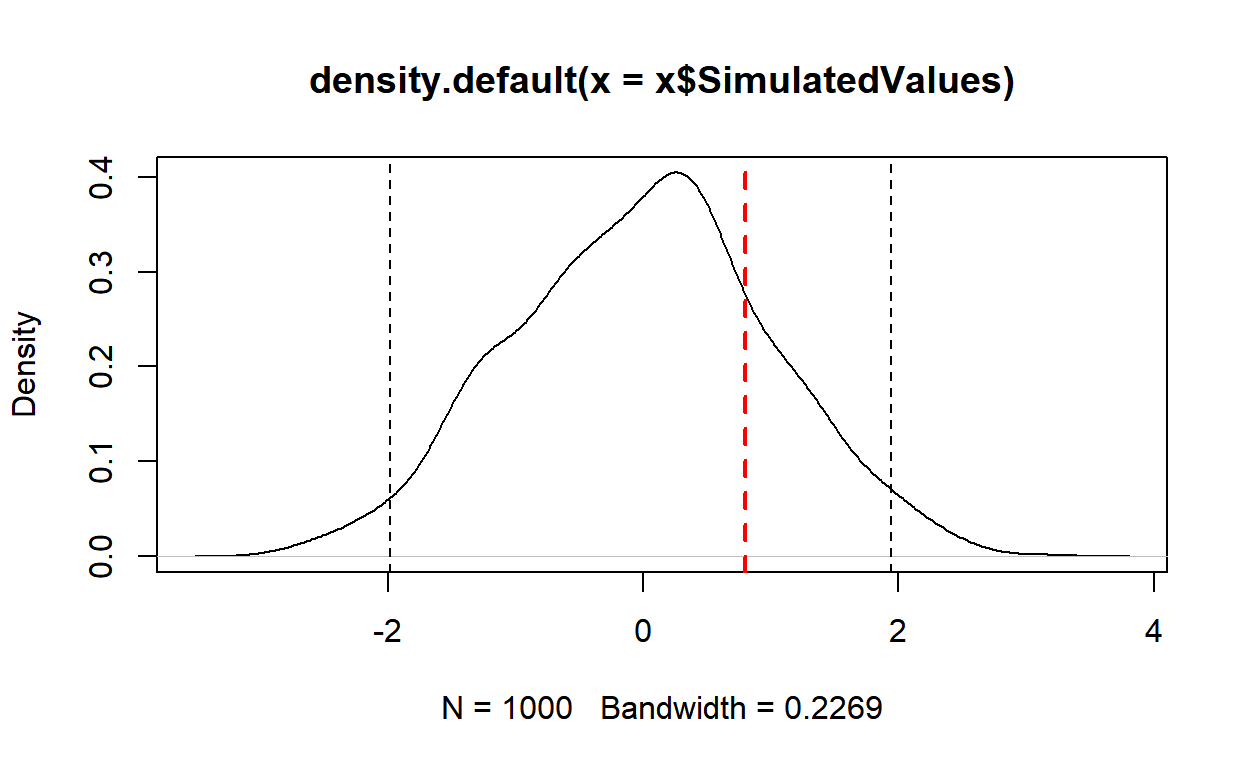 density.default(x = x$SimulatedValues)
Density
0.4
0.3
0.2
0.1
0.0
-2 0 2 4
N = 1000 Bandwidth = 0.2269